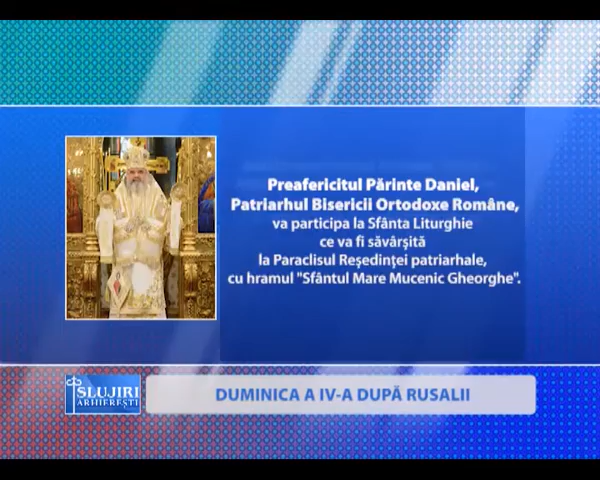 Preafericitul Părinte Daniel,
Patriarhul Bisericii Ortodoxe Române,
va participa la Sfânta Liturghie
ce va fi săvârșită
la Paraclisul Reședinței patriarhale,
cu hramul "Sfântul Mare Mucenic Gheorghe".
SLUJIRI
ARHIEREȘTI
DUMINICA A IV-A DUPĂ RUSALII